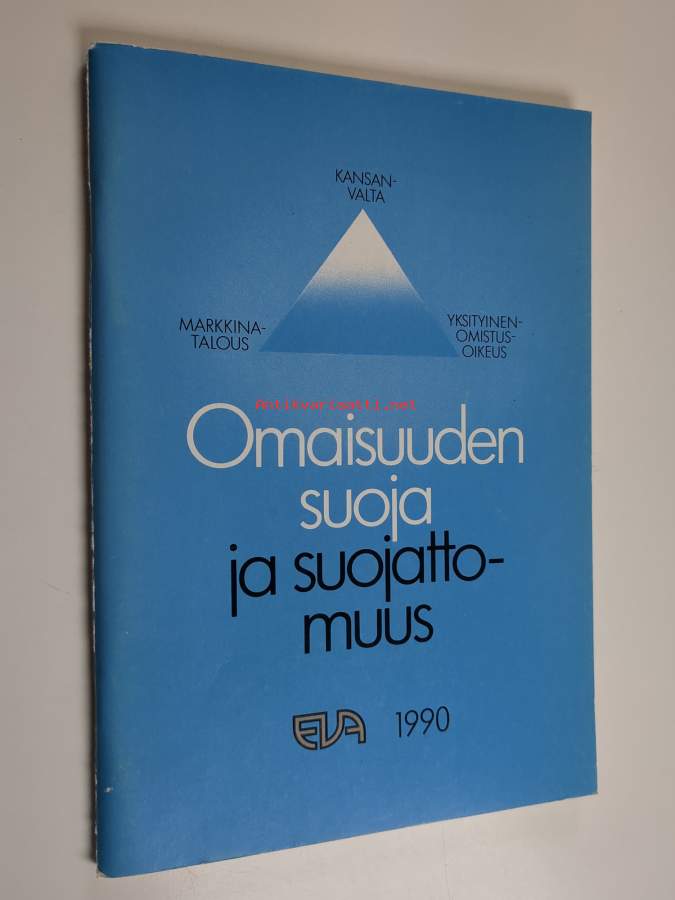 KANSAN-
VALTA
MARKKINA-
TALOUS
YKSITYINEN-
OMISTUS-
OIKEUS
Antikvariaatti.net
Omaisuuden
suoja
ja suojatto-
muus
EVA 1990